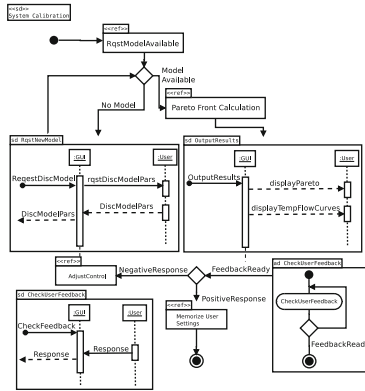 <<sd>>
System Calibration
<<ref>>
RqstModelAvailable
Model
Available
<<ref>>
No Model
Pareto Front Calculation
sd RqstNewModel
:GUI
:User
ReqestDiscModel
rqstDiscModelPars
DiscModelPars
DiscModelPars
sd OutputResults
:GUI
:User
OutputResults
displayPareto
displayTempFlowCurves
<<ref>>
AdjustControl
NegativeResponse
FeedbackReady
sd CheckUserFeedback
CheckUserFeedback
FeedbackReady
PositiveResponse
<<ref>>
Memorize User
Settings
sd CheckUserFeedback
:GUI
:User
CheckFeedback
Response
Response